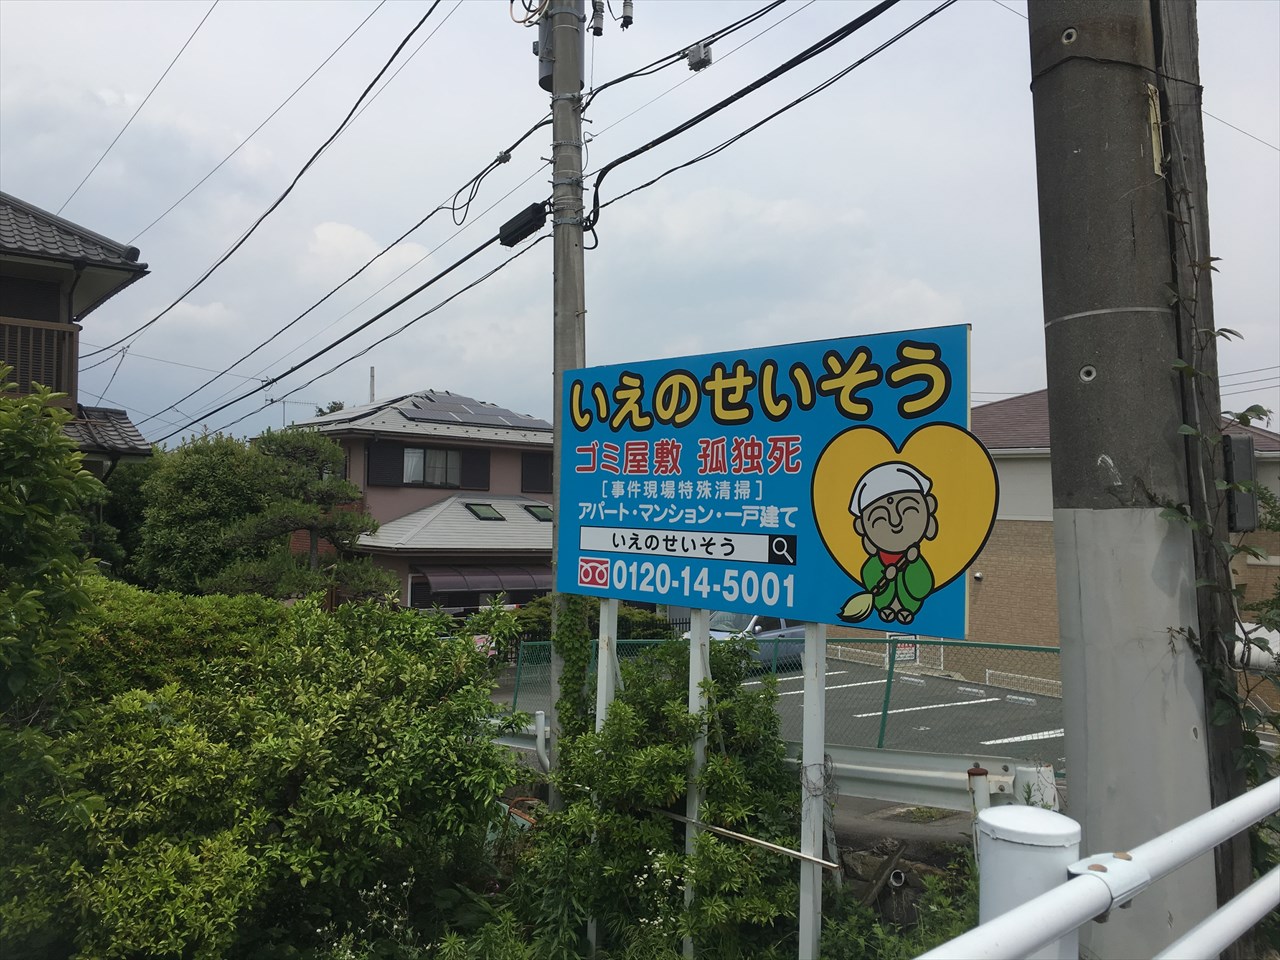 いえのせいそう
ゴミ屋敷 孤独死
[事件現場特殊清掃]
アパート・マンション・一戸建て
いえのせいそう
0120-14-5001